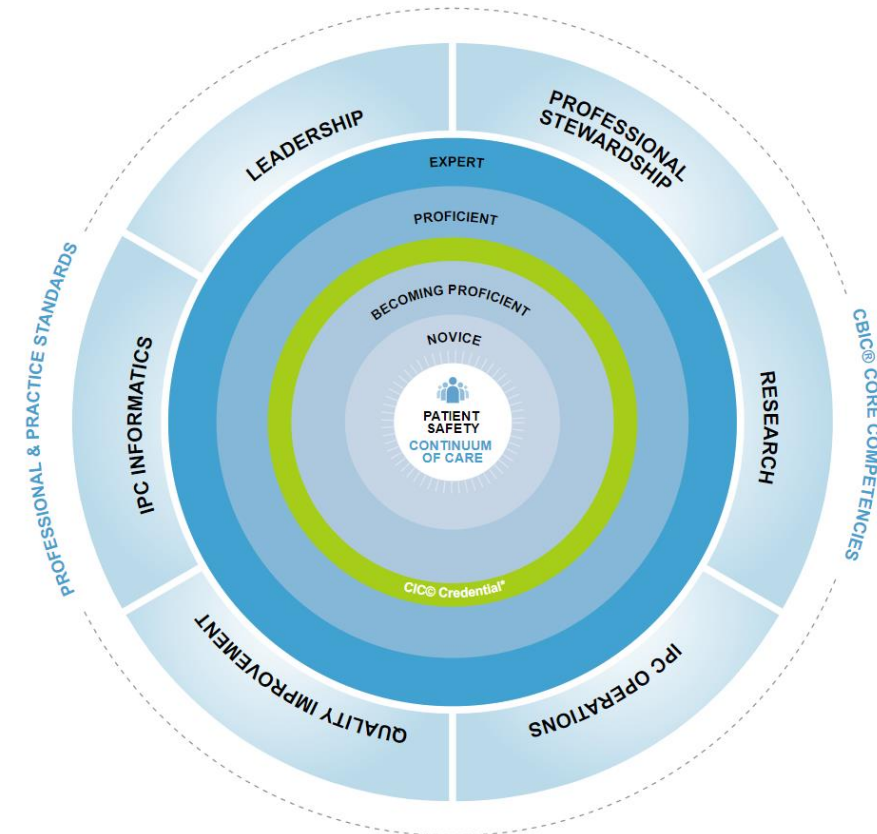 LEADERSHIP
PROFESSIONAL
STEWARDSHIP
EXPERT
PROFICIENT
BECOMING PROFICIENT
NOVICE
PATIENT
SAFETY
CONTINUUM
OF CARE
CIC© Credential*
PROFESSIONAL & PRACTICE STANDARDS
IPC INFORMATICS
RESEARCH
CBIC® CORE COMPETENCIES
QUALITY IMPROVEMENT
IPC OPERATIONS